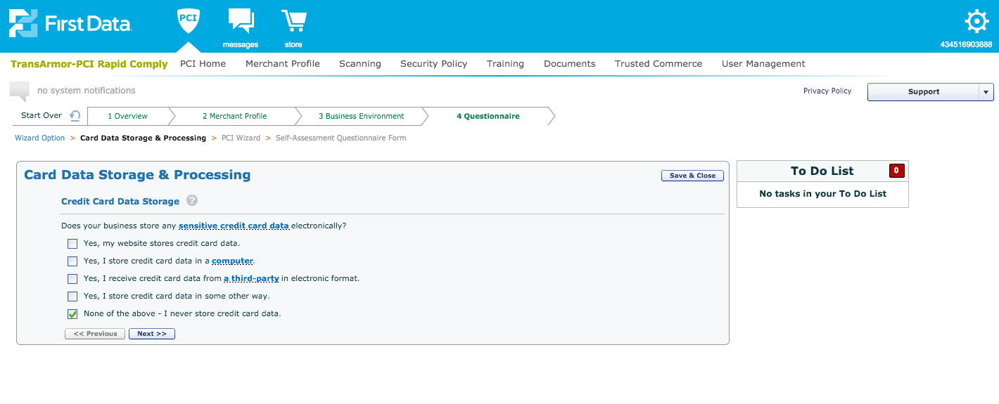 First Data.
PCI
messages
store
434516903888
TransArmor-PCI Rapid Comply PCI Home Merchant Profile Scanning Security Policy Training Documents Trusted Commerce User Management
no system notifications
Privacy Policy
Support
Start Over 1 Overview 2 Merchant Profile 3 Business Environment 4 Questionnaire
Wizard Option > Card Data Storage & Processing > PCI Wizard > Self-Assessment Questionnaire Form
Card Data Storage & Processing
Save & Close
Credit Card Data Storage ?
Does your business store any sensitive credit card data electronically?
Yes, my website stores credit card data.
Yes, I store credit card data in a computer.
Yes, I receive credit card data from a third-party in electronic format.
Yes, I store credit card data in some other way.
None of the above - I never store credit card data.
<< Previous Next >>
To Do List 0
No tasks in your To Do List